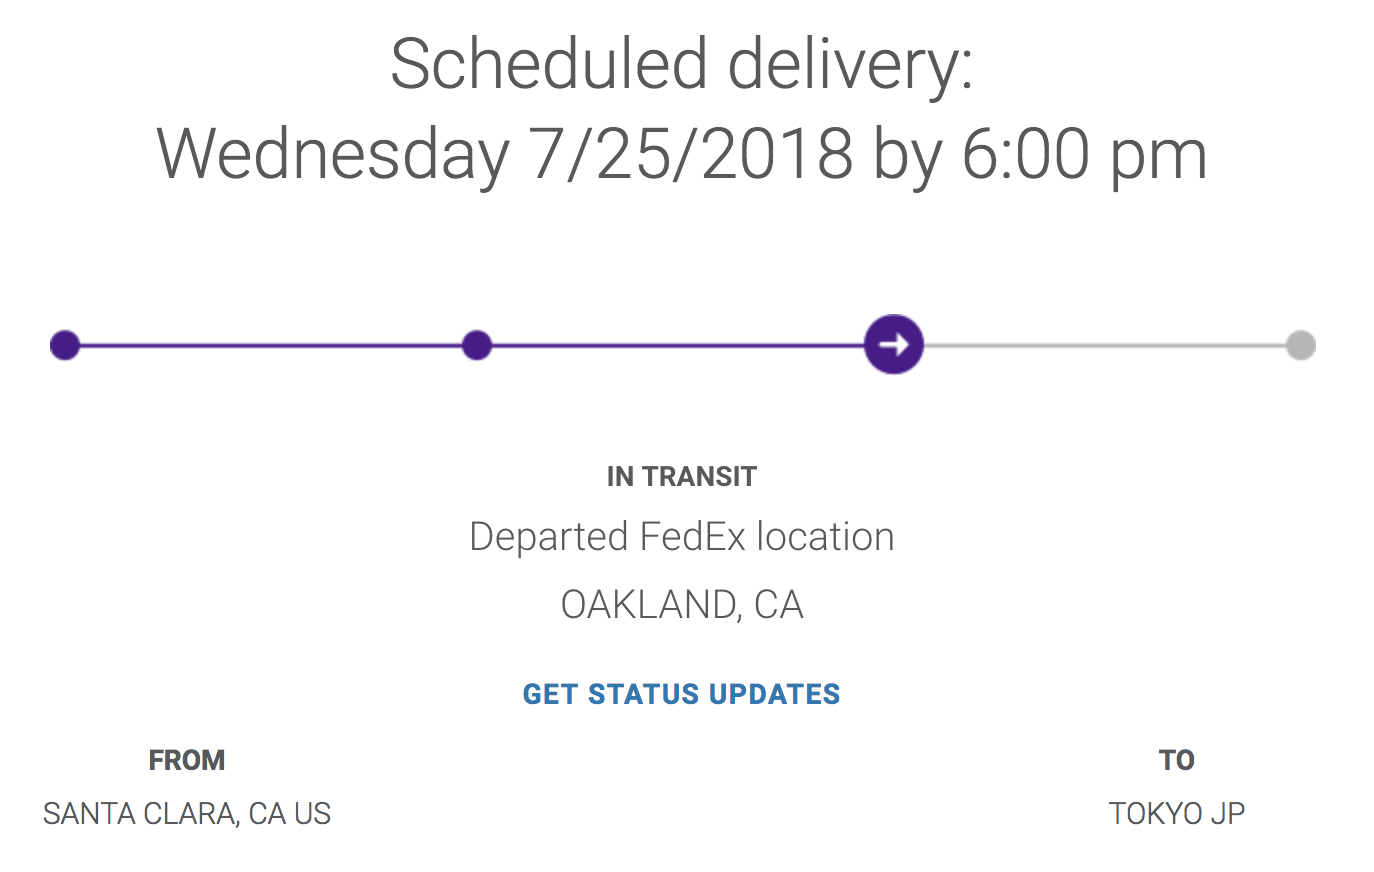 Scheduled delivery:
Wednesday 7/25/2018 by 6:00 pm
IN TRANSIT
Departed FedEx location
OAKLAND, CA
GET STATUS UPDATES
FROM
SANTA CLARA, CA US
TO
TOKYO JP